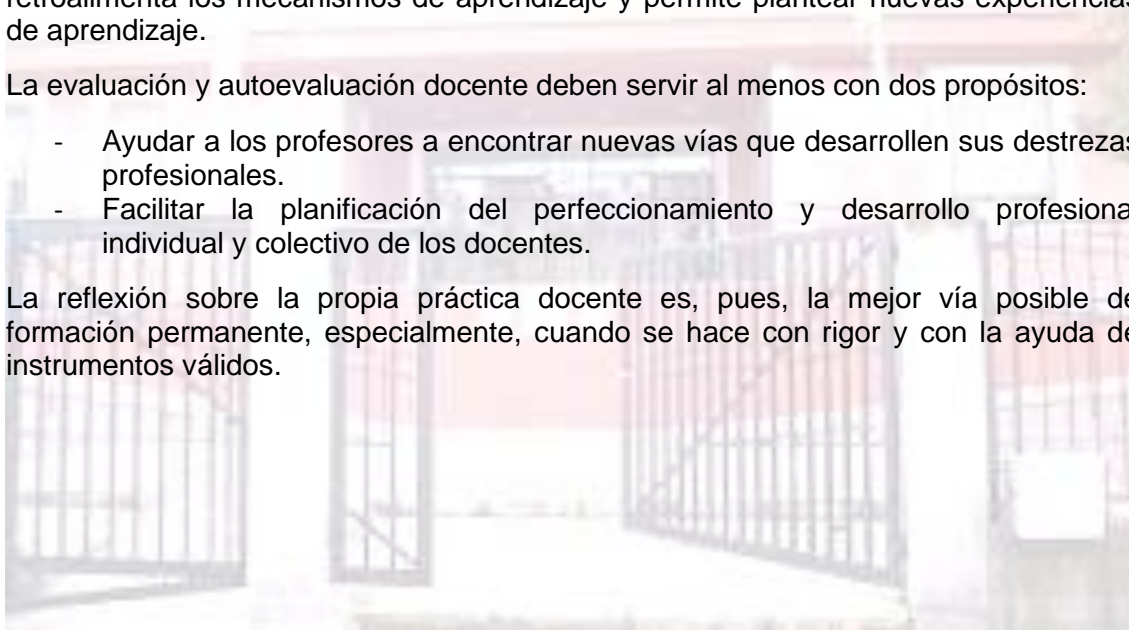 retroalimenta los mecanismos de aprendizaje y permite plantear nuevas experiencias
de aprendizaje.
La evaluación y autoevaluación docente deben servir al menos con dos propósitos:
- Ayudar a los profesores a encontrar nuevas vías que desarrollen sus destrezas
profesionales.
- Facilitar la planificación del perfeccionamiento y desarrollo profesional
individual y colectivo de los docentes.
La reflexión sobre la propia práctica docente es, pues, la mejor vía posible de
formación permanente, especialmente, cuando se hace con rigor y con la ayuda de
instrumentos válidos.